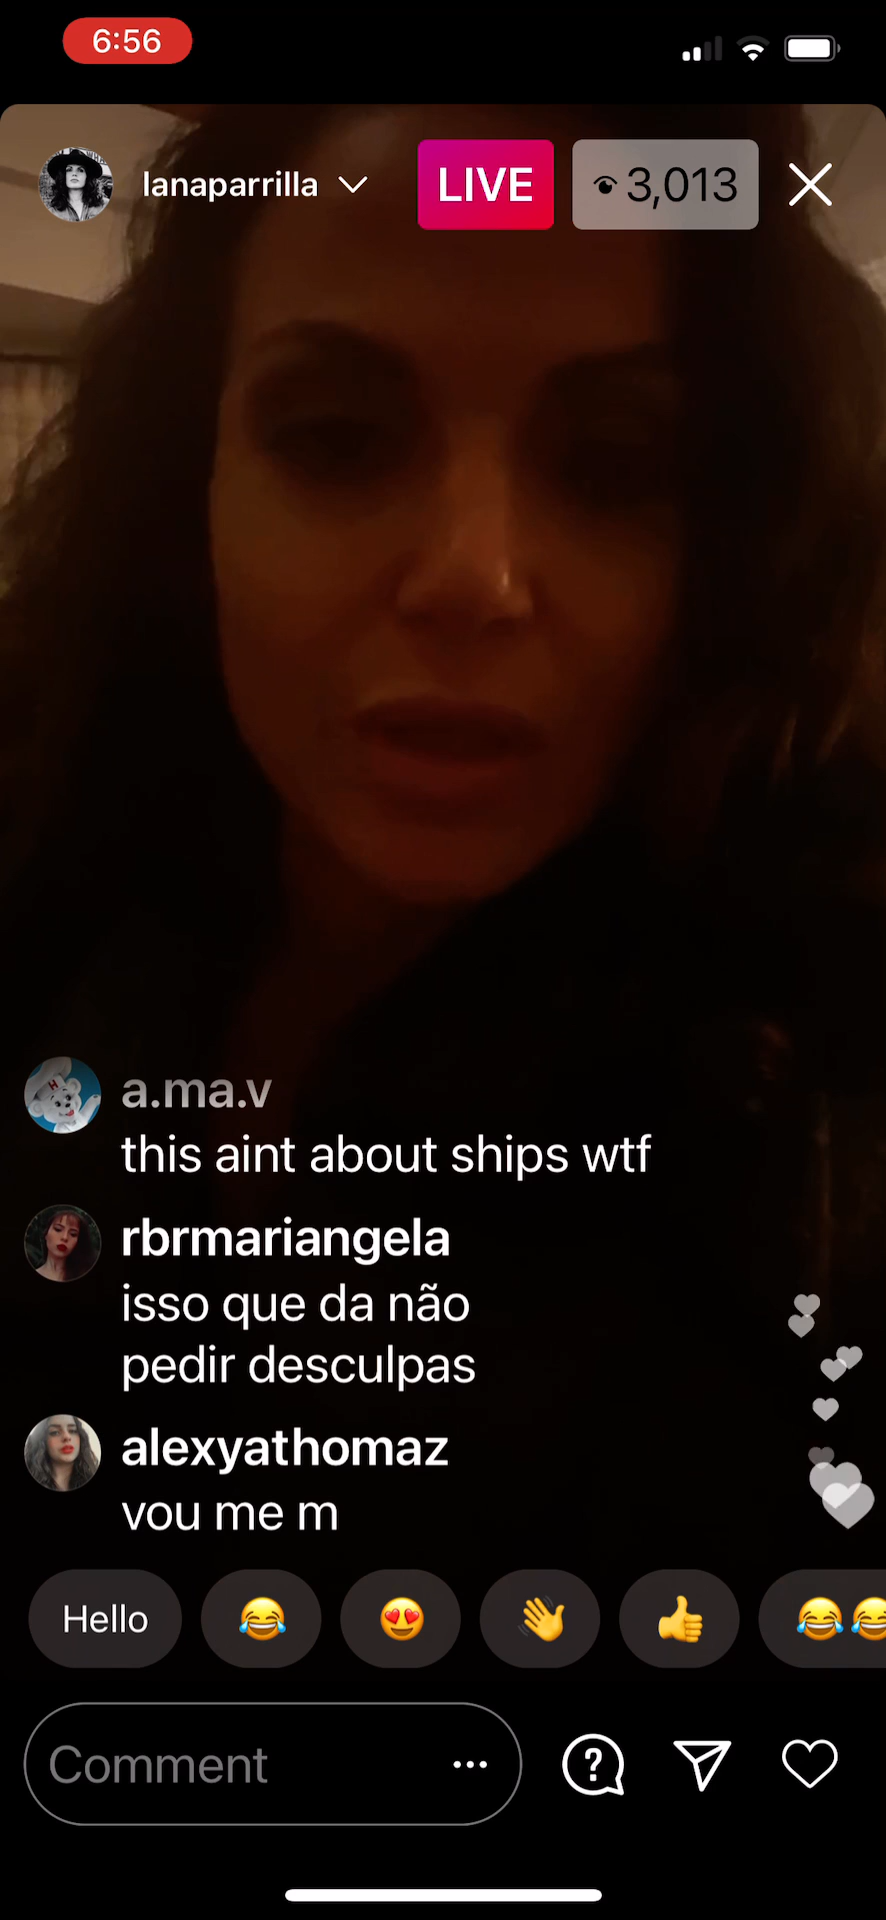 6:56
lanaparrilla
LIVE
3,013
a.ma.v
this aint about ships wtf
rbrmariangela
isso que da não
pedir desculpas
alexyathomaz
vou me m
Hello
Comment